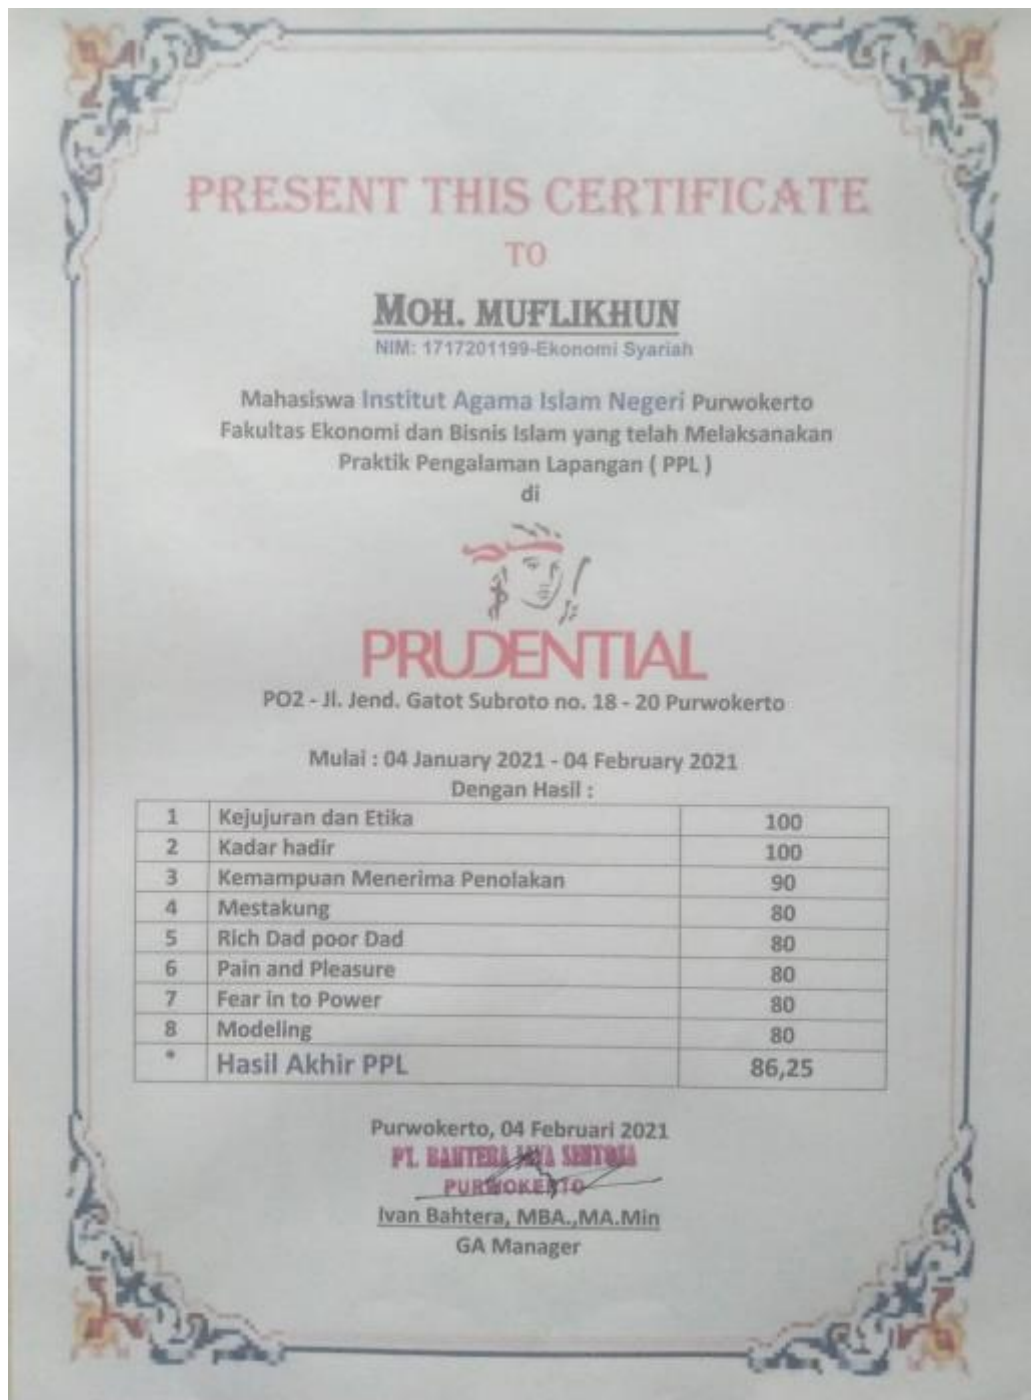 PRESENT THIS CERTIFICATE
TO
MOH. MUFLIKHUN
NIM: 1717201199-Ekonomi Syariah
Mahasiswa Institut Agama Islam Negeri Purwokerto
Fakultas Ekonomi dan Bisnis Islam yang telah Melaksanakan
Praktik Pengalaman Lapangan ( PPL )
di
PRUDENTIAL
PO2 - Jl. Jend. Gatot Subroto no. 18 - 20 Purwokerto
Mulai : 04 January 2021 - 04 February 2021
Dengan Hasil :
1 Kejujuran dan Etika 100
2 Kadar hadir 100
3 Kemampuan Menerima Penolakan 90
4 Mestakung 80
5 Rich Dad poor Dad 80
6 Pain and Pleasure 80
7 Fear in to Power 80
8 Modeling 80
* Hasil Akhir PPL 86,25
Purwokerto, 04 Februari 2021
PT. BAHTERA JAYA SENTOSA
PURWOKERTO
Ivan Bahtera, MBA.,MA.Min
GA Manager